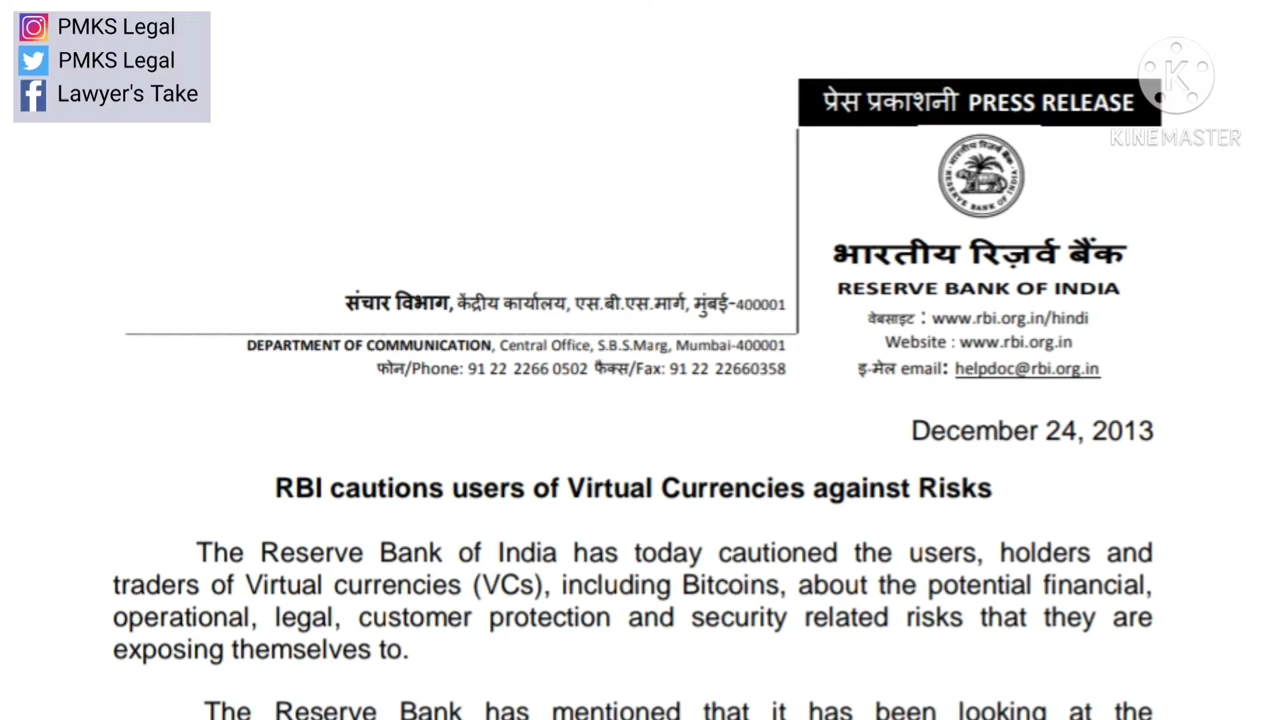 PMKS Legal
PMKS Legal
Lawyer's Take
प्रेस प्रकाशनी PRESS RELEASE
KINEMASTER
भारतीय रिज़र्व बैंक
RESERVE BANK OF INDIA
भारतीय रिज़र्व बैंक
RESERVE BANK OF INDIA
संचार विभाग, केंद्रीय कार्यालय, एस.बी.एस.मार्ग, मुंबई-400001
वेबसाइट : www.rbi.org.in/hindi
DEPARTMENT OF COMMUNICATION, Central Office, S.B.S.Marg, Mumbai-400001
Website : www.rbi.org.in
फोन/Phone: 91 22 2266 0502 फैक्स/Fax: 91 22 22660358
इ-मेल email: helpdoc@rbi.org.in
December 24, 2013
RBI cautions users of Virtual Currencies against Risks
The Reserve Bank of India has today cautioned the users, holders and
traders of Virtual currencies (VCs), including Bitcoins, about the potential financial,
operational, legal, customer protection and security related risks that they are
exposing themselves to.
The Reserve Bank has mentioned that it has been looking at the